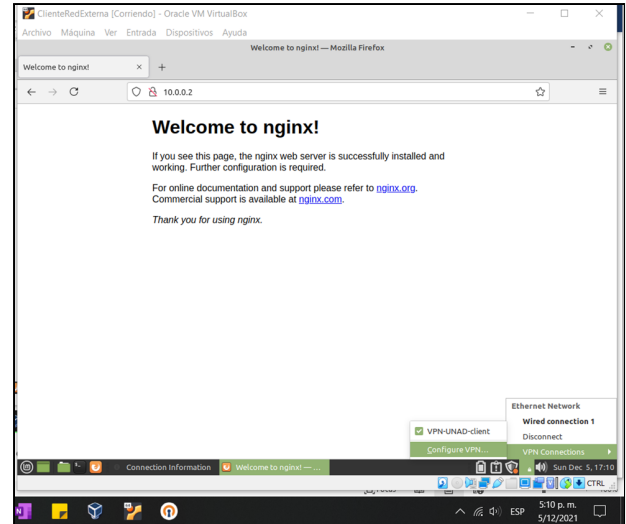 ClienteRedExterna [Corriendo] - Oracle VM VirtualBox
Archivo Máquina Ver Entrada Dispositivos Ayuda
Welcome to nginx! — Mozilla Firefox
Welcome to nginx!
10.0.0.2
Welcome to nginx!
If you see this page, the nginx web server is successfully installed and
working. Further configuration is required.
For online documentation and support please refer to nginx.org.
Commercial support is available at nginx.com.
Thank you for using nginx.
Ethernet Network
Wired connection 1
Disconnect
VPN Connections
VPN-UNAD-client
Configure VPN...
Connection Information
Welcome to nginx! — ...
Sun Dec 5, 17:10
CTRL
ESP
5:10 p. m.
5/12/2021